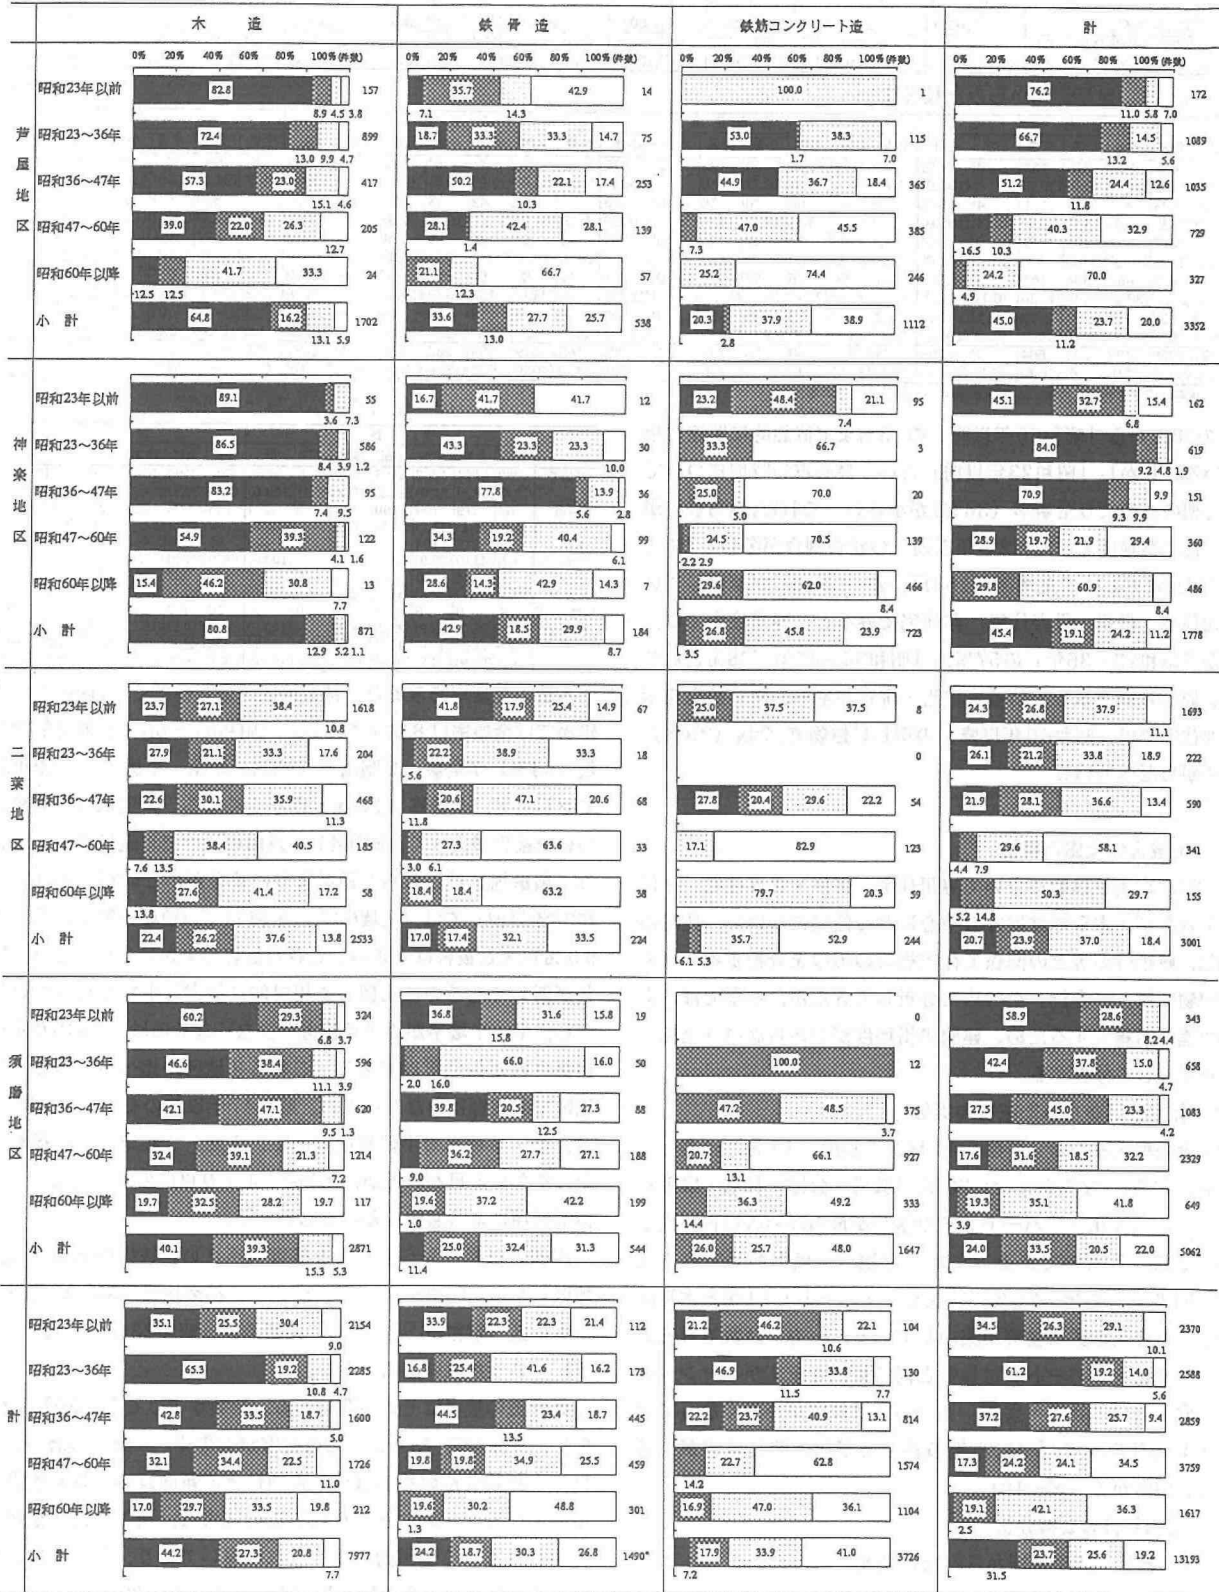 木 造 鉄 骨 造 鉄筋コンクリート造 計
0% 20% 40% 60% 80% 100% (件数) 0% 20% 40% 60% 80% 100% (件数) 0% 20% 40% 60% 80% 100% (件数) 0% 20% 40% 60% 80% 100% (件数)
芦屋地区
昭和23年以前 82.8 157 35.7 42.9 14 100.0 1 76.2 172
8.9 4.5 3.8 7.1 14.3 11.0 5.8 7.0
昭和23~36年 72.4 899 18.7 33.3 33.3 14.7 75 53.0 38.3 115 66.7 14.5 1089
13.0 9.9 4.7 1.7 7.0 13.2 5.6
昭和36~47年 57.3 23.0 417 50.2 22.1 17.4 253 44.9 36.7 18.4 365 51.2 24.4 12.6 1035
15.1 4.6 10.3 11.8
昭和47~60年 39.0 22.0 26.3 205 28.1 42.4 28.1 139 47.0 45.5 385 40.3 32.9 729
12.7 1.4 7.3 16.5 10.3
昭和60年以降 41.7 33.3 24 21.1 66.7 57 25.2 74.4 246 24.2 70.0 327
12.5 12.5 12.3 4.9
小 計 64.8 16.2 1702 33.6 27.7 25.7 538 20.3 37.9 38.9 1112 45.0 23.7 20.0 3352
13.1 5.9 13.0 2.8 11.2
神楽地区
昭和23年以前 89.1 55 16.7 41.7 41.7 12 23.2 48.4 21.1 95 45.1 32.7 15.4 162
3.6 7.3 7.4 6.8
昭和23~36年 86.5 586 43.3 23.3 23.3 30 33.3 66.7 3 84.0 619
8.4 3.9 1.2 10.0 9.2 4.8 1.9
昭和36~47年 83.2 95 77.8 13.9 36 25.0 70.0 20 70.9 9.9 151
7.4 9.5 5.6 2.8 5.0 9.3 9.9
昭和47~60年 54.9 39.3 122 34.3 19.2 40.4 99 24.5 70.5 139 28.9 19.7 21.9 29.4 360
4.1 1.6 6.1 2.2 2.9
昭和60年以降 15.4 46.2 30.8 13 28.6 14.3 42.9 14.3 7 29.6 62.0 466 29.8 60.9 486
7.7 8.4 8.4
小 計 80.8 871 42.9 18.5 29.9 184 26.8 45.8 23.9 723 45.4 19.1 24.2 11.2 1778
12.9 5.2 1.1 8.7 3.5
二葉地区
昭和23年以前 23.7 27.1 38.4 1618 41.8 17.9 25.4 14.9 67 25.0 37.5 37.5 8 24.3 26.8 37.9 1693
10.8 11.1
昭和23~36年 27.9 21.1 33.3 17.6 204 22.2 38.9 33.3 18 0 26.1 21.2 33.8 18.9 222
5.6
昭和36~47年 22.6 30.1 35.9 468 20.6 47.1 20.6 68 27.8 20.4 29.6 22.2 54 21.9 28.1 36.6 13.4 590
11.3 11.8
昭和47~60年 38.4 40.5 185 27.3 63.6 33 17.1 82.9 123 29.6 58.1 341
7.6 13.5 3.0 6.1 4.4 7.9
昭和60年以降 27.6 41.4 17.2 58 18.4 18.4 63.2 38 79.7 20.3 59 50.3 29.7 155
13.8 5.2 14.8
小 計 22.4 26.2 37.6 13.8 2533 17.0 17.4 32.1 33.5 224 35.7 52.9 244 20.7 23.9 37.0 18.4 3001
6.1 5.3
須磨地区
昭和23年以前 60.2 29.3 324 36.8 31.6 15.8 19 0 58.9 28.6 343
6.8 3.7 15.8 8.2 4.4
昭和23~36年 46.6 38.4 596 66.0 16.0 50 100.0 12 42.4 37.8 15.0 658
11.1 3.9 2.0 16.0 4.7
昭和36~47年 42.1 47.1 620 39.8 20.5 27.3 88 47.2 48.5 375 27.5 45.0 23.3 1083
9.5 1.3 12.5 3.7 4.2
昭和47~60年 32.4 39.1 21.3 1214 36.2 27.7 27.1 188 20.7 66.1 927 17.6 31.6 18.5 32.2 2329
7.2 9.0 13.1
昭和60年以降 19.7 32.5 28.2 19.7 117 19.6 37.2 42.2 199 36.3 49.2 333 19.3 35.1 41.8 649
1.0 14.4 3.9
小 計 40.1 39.3 2871 25.0 32.4 31.3 544 26.0 25.7 48.0 1647 24.0 33.5 20.5 22.0 5062
15.3 5.3 11.4
計
昭和23年以前 35.1 25.5 30.4 2154 33.9 22.3 22.3 21.4 112 21.2 46.2 22.1 104 34.5 26.3 29.1 2370
9.0 10.6 10.1
昭和23~36年 65.3 19.2 2285 16.8 25.4 41.6 16.2 173 46.9 33.8 130 61.2 19.2 14.0 2588
10.8 4.7 11.5 7.7 5.6
昭和36~47年 42.8 33.5 18.7 1600 44.5 23.4 18.7 445 22.2 23.7 40.9 13.1 814 37.2 27.6 25.7 9.4 2859
5.0 13.5
昭和47~60年 32.1 34.4 22.5 1726 19.8 19.8 34.9 25.5 459 22.7 62.8 1574 17.3 24.2 24.1 34.5 3759
11.0 14.2
昭和60年以降 17.0 29.7 33.5 19.8 212 19.6 30.2 48.8 301 16.9 47.0 36.1 1104 19.1 42.1 36.3 1617
1.3 2.5
小 計 44.2 27.3 20.8 7977 24.2 18.7 30.3 26.8 1490* 17.9 33.9 41.0 3726 23.7 25.6 19.2 13193
7.7 7.2 31.5